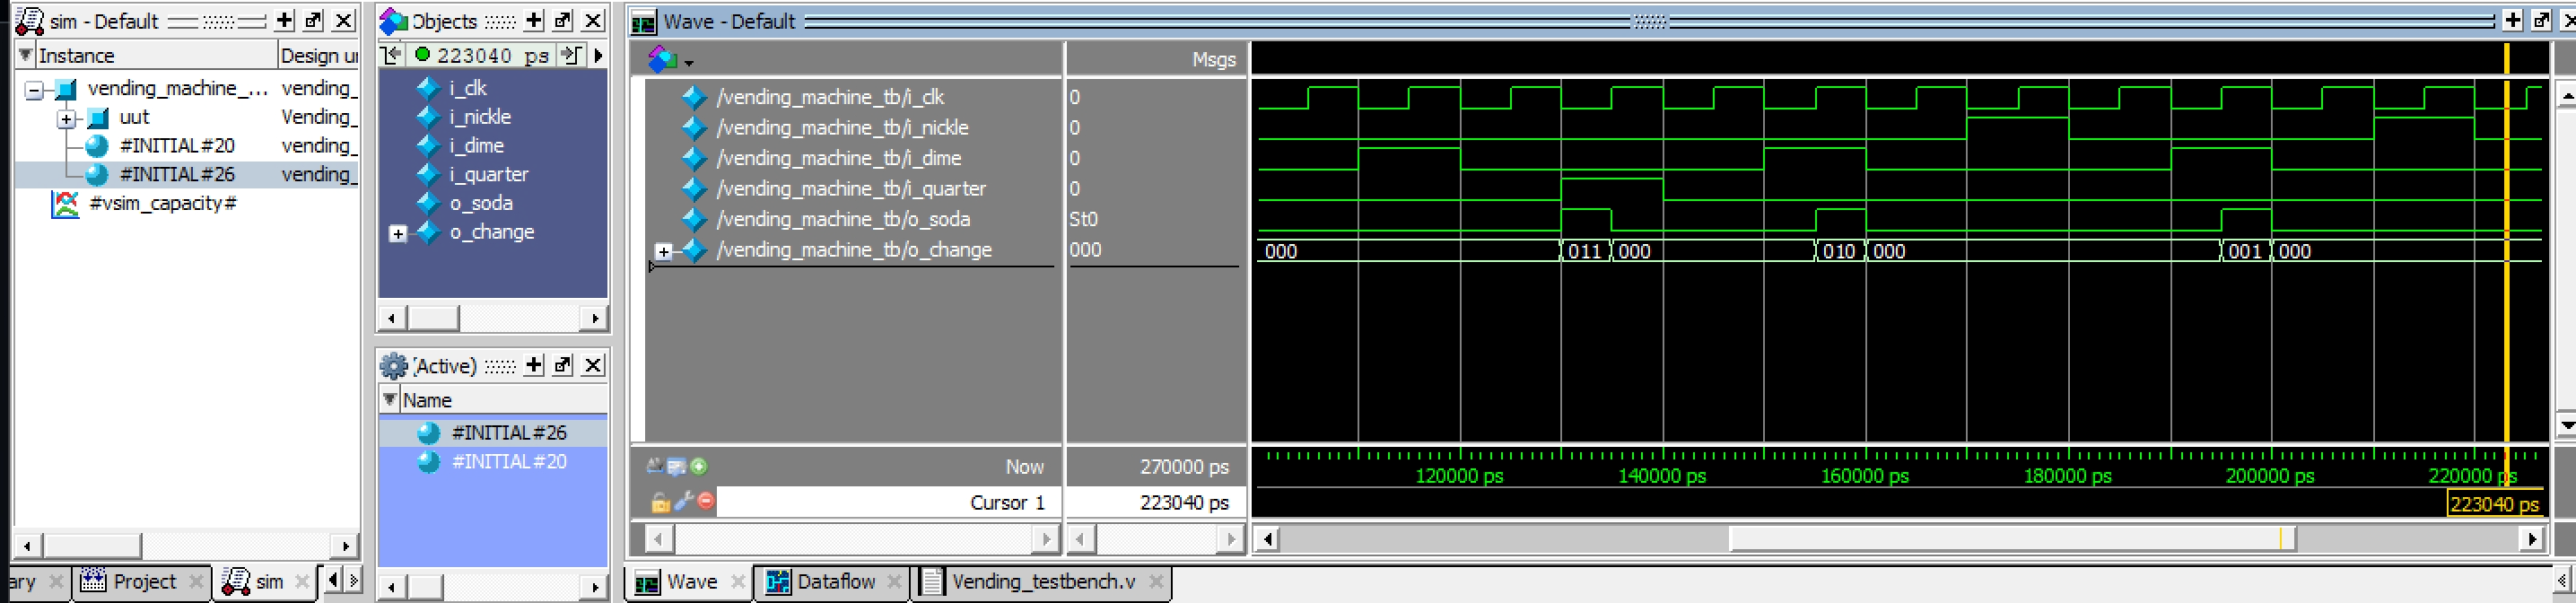 sim - Default
Instance
Design u
vending_machine_... vending_
uut Vending_
#INITIAL#20 vending_
#INITIAL#26 vending_
#vsim_capacity#
ary
Project
sim
Objects
223040 ps
i_clk
i_nickle
i_dime
i_quarter
o_soda
o_change
(Active)
Name
#INITIAL#26
#INITIAL#20
Wave - Default
Msgs
/vending_machine_tb/i_clk 0
/vending_machine_tb/i_nickle 0
/vending_machine_tb/i_dime 0
/vending_machine_tb/i_quarter 0
/vending_machine_tb/o_soda St0
/vending_machine_tb/o_change 000 000 011 000 010 000 001 000
Now 270000 ps 120000 ps 140000 ps 160000 ps 180000 ps 200000 ps 220000 ps
Cursor 1 223040 ps 223040 ps
Wave
Dataflow
Vending_testbench.v